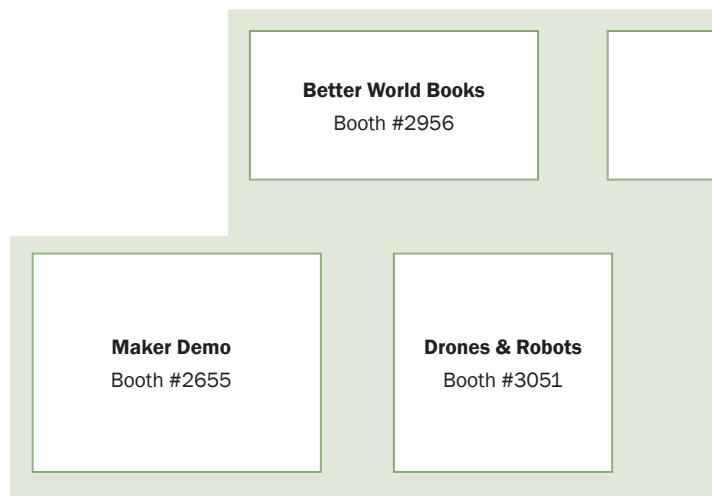 Better World Books
Booth #2956
Maker Demo
Booth #2655
Drones & Robots
Booth #3051